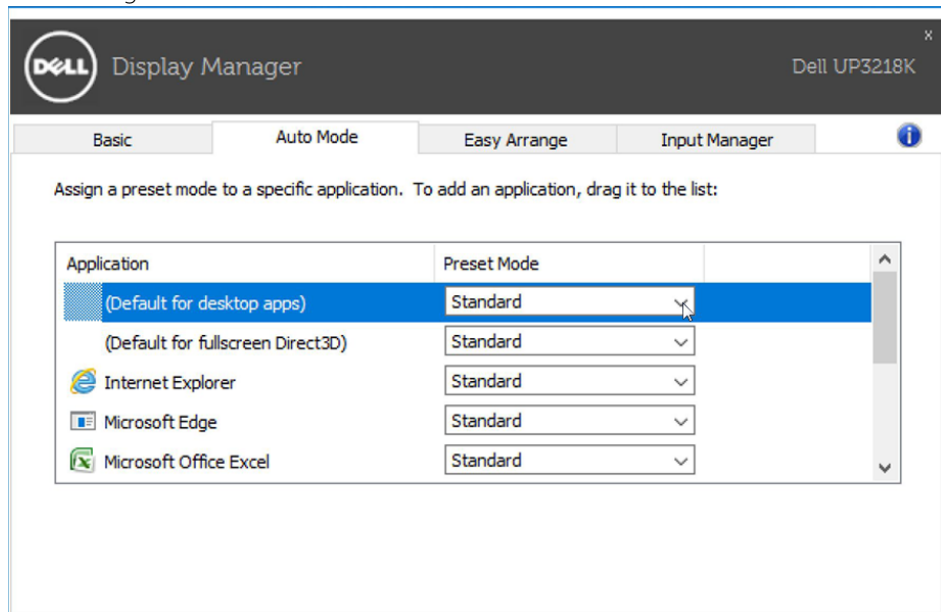 DELL Display Manager
x
Dell UP3218K
Basic Auto Mode Easy Arrange Input Manager
Assign a preset mode to a specific application. To add an application, drag it to the list:
Application Preset Mode
(Default for desktop apps) Standard
(Default for fullscreen Direct3D) Standard
Internet Explorer Standard
Microsoft Edge Standard
Microsoft Office Excel Standard